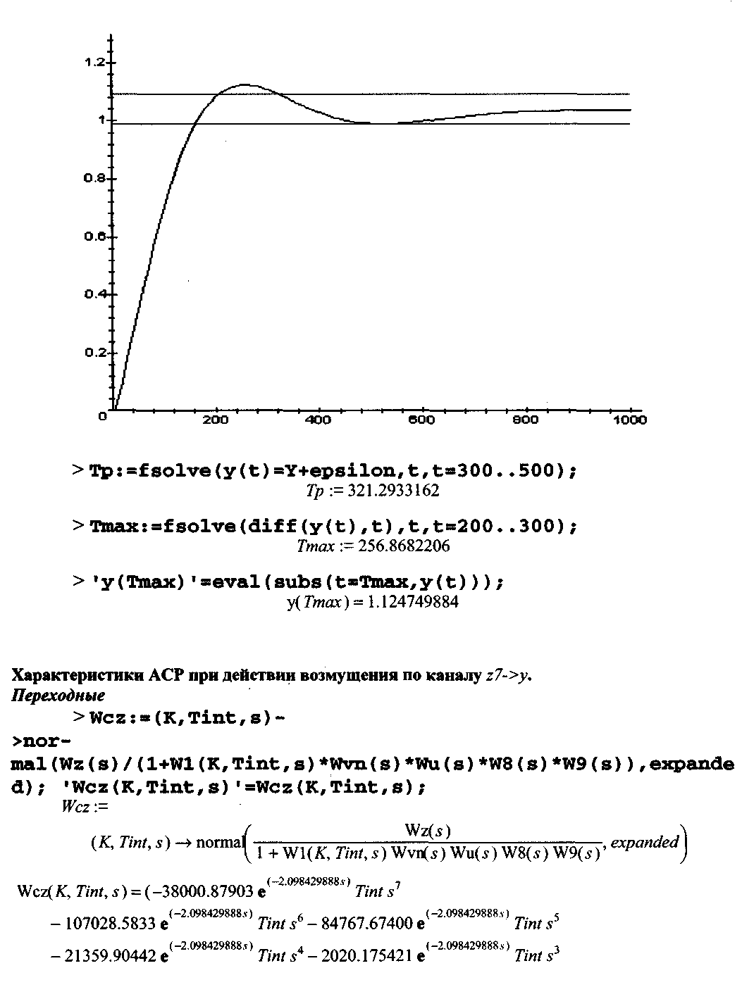 1.2
1
0.8
0.6
0.4
0.2
0 200 400 600 800 1000
> Tp:=fsolve(y(t)=Y+epsilon,t,t=300..500);
Tp := 321.2933162
> Tmax:=fsolve(diff(y(t),t),t,t=200..300);
Tmax := 256.8682206
> 'y(Tmax)'=eval(subs(t=Tmax,y(t)));
y( Tmax ) = 1.124749884
Характеристики АСР при действии возмущения по каналу z7->y.
Переходные
> Wcz:=(K,Tint,s)-
>nor-
mal(Wz(s)/(1+W1(K,Tint,s)*Wvn(s)*Wu(s)*W8(s)*W9(s)),expande
d); 'Wcz(K,Tint,s)'=Wcz(K,Tint,s);
Wcz :=
(K, Tint, s) → normal( Wz(s) / 1 + W1(K, Tint, s) Wvn(s) Wu(s) W8(s) W9(s) , expanded )
Wcz(K, Tint, s) = (−38000.87903 e^(−2.098429888s) Tint s^7
− 107028.5833 e^(−2.098429888s) Tint s^6 − 84767.67400 e^(−2.098429888s) Tint s^5
− 21359.90442 e^(−2.098429888s) Tint s^4 − 2020.175421 e^(−2.098429888s) Tint s^3